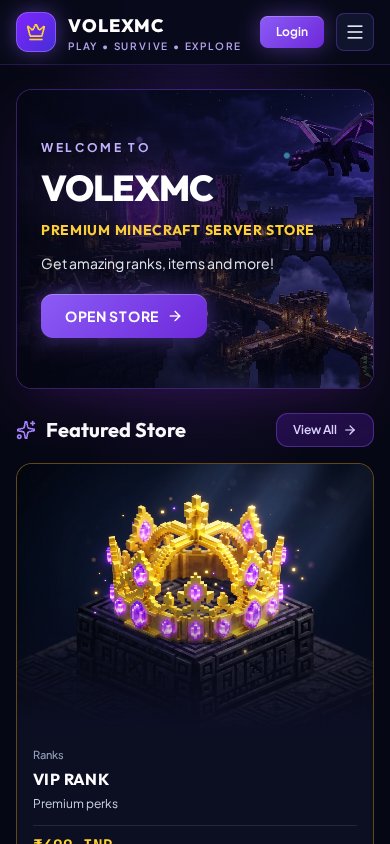 VOLEXMC
PLAY • SURVIVE • EXPLORE
Login
WELCOME TO
VOLEXMC
PREMIUM MINECRAFT SERVER STORE
Get amazing ranks, items and more!
OPEN STORE
Featured Store
View All
Ranks
VIP RANK
Premium perks